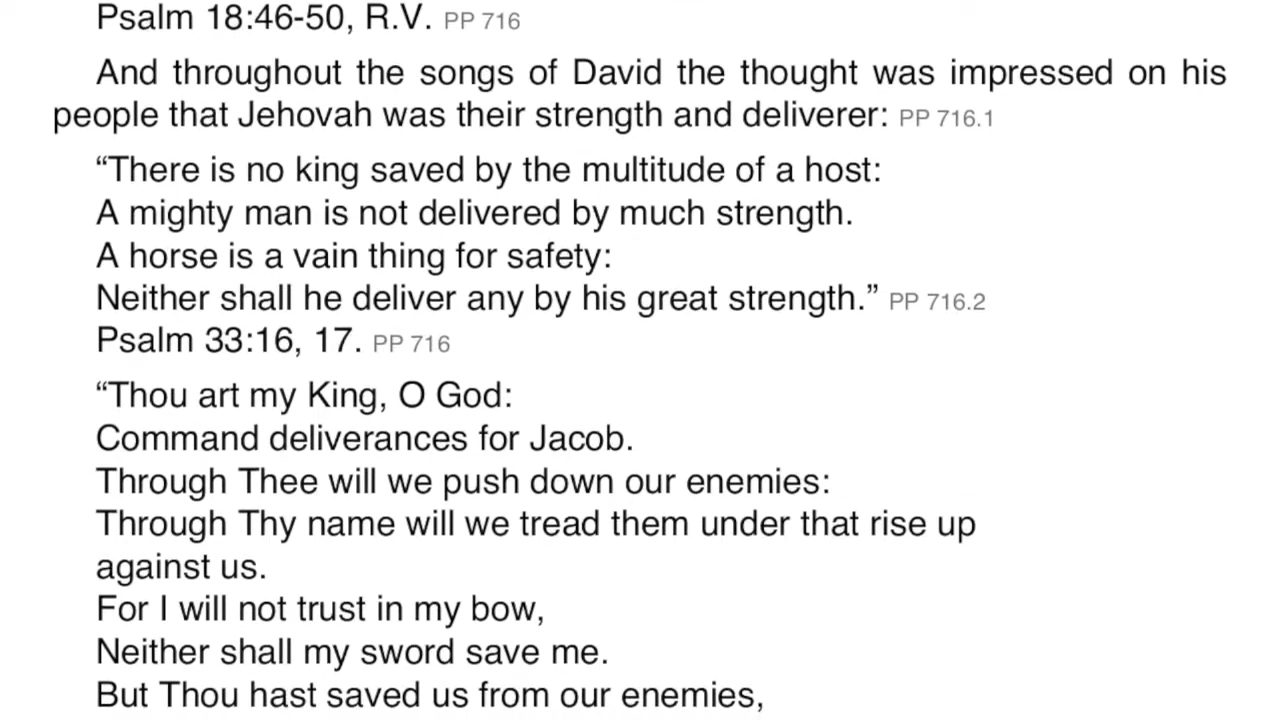 Psalm 18:46-50, R.V. PP 716
And throughout the songs of David the thought was impressed on his
people that Jehovah was their strength and deliverer: PP 716.1
“There is no king saved by the multitude of a host:
A mighty man is not delivered by much strength.
A horse is a vain thing for safety:
Neither shall he deliver any by his great strength.” PP 716.2
Psalm 33:16, 17. PP 716
“Thou art my King, O God:
Command deliverances for Jacob.
Through Thee will we push down our enemies:
Through Thy name will we tread them under that rise up
against us.
For I will not trust in my bow,
Neither shall my sword save me.
But Thou hast saved us from our enemies,